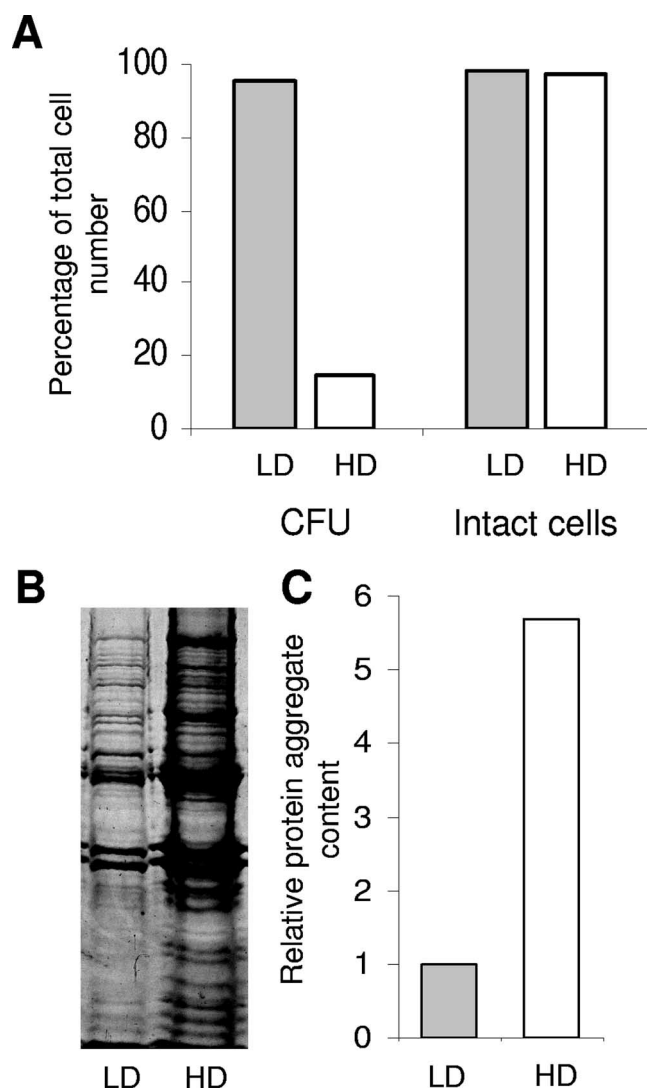 A
Percentage of total cell
number
100
80
60
40
20
0
LD HD LD HD
CFU Intact cells
B
LD HD
C
Relative protein aggregate
content
6
5
4
3
2
1
0
LD HD